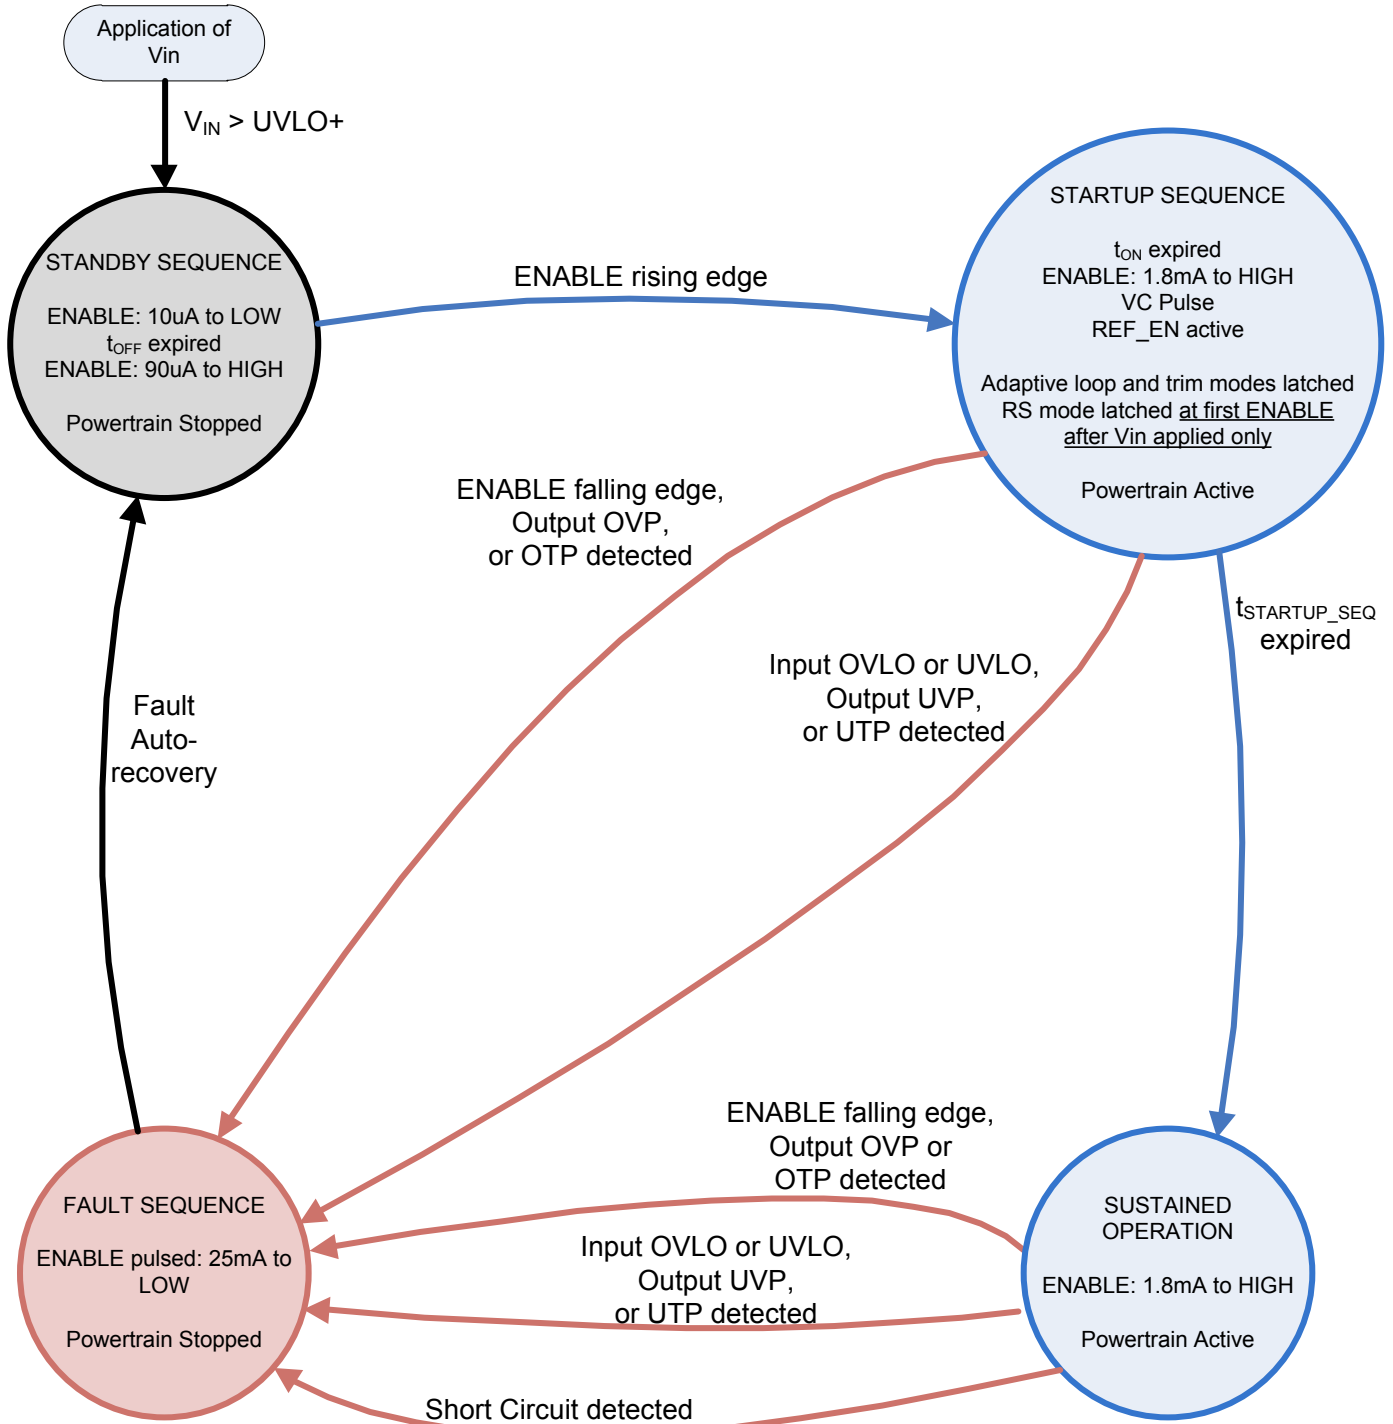 Application of
Vin
VIN > UVLO+
STANDBY SEQUENCE
ENABLE: 10uA to LOW
tOFF expired
ENABLE: 90uA to HIGH
Powertrain Stopped
ENABLE rising edge
STARTUP SEQUENCE
tON expired
ENABLE: 1.8mA to HIGH
VC Pulse
REF_EN active
Adaptive loop and trim modes latched
RS mode latched at first ENABLE
after Vin applied only
Powertrain Active
ENABLE falling edge,
Output OVP,
or OTP detected
tSTARTUP_SEQ
expired
Input OVLO or UVLO,
Output UVP,
or UTP detected
Fault
Auto-
recovery
ENABLE falling edge,
Output OVP or
OTP detected
FAULT SEQUENCE
ENABLE pulsed: 25mA to
LOW
Powertrain Stopped
Input OVLO or UVLO,
Output UVP,
or UTP detected
SUSTAINED
OPERATION
ENABLE: 1.8mA to HIGH
Powertrain Active
Short Circuit detected